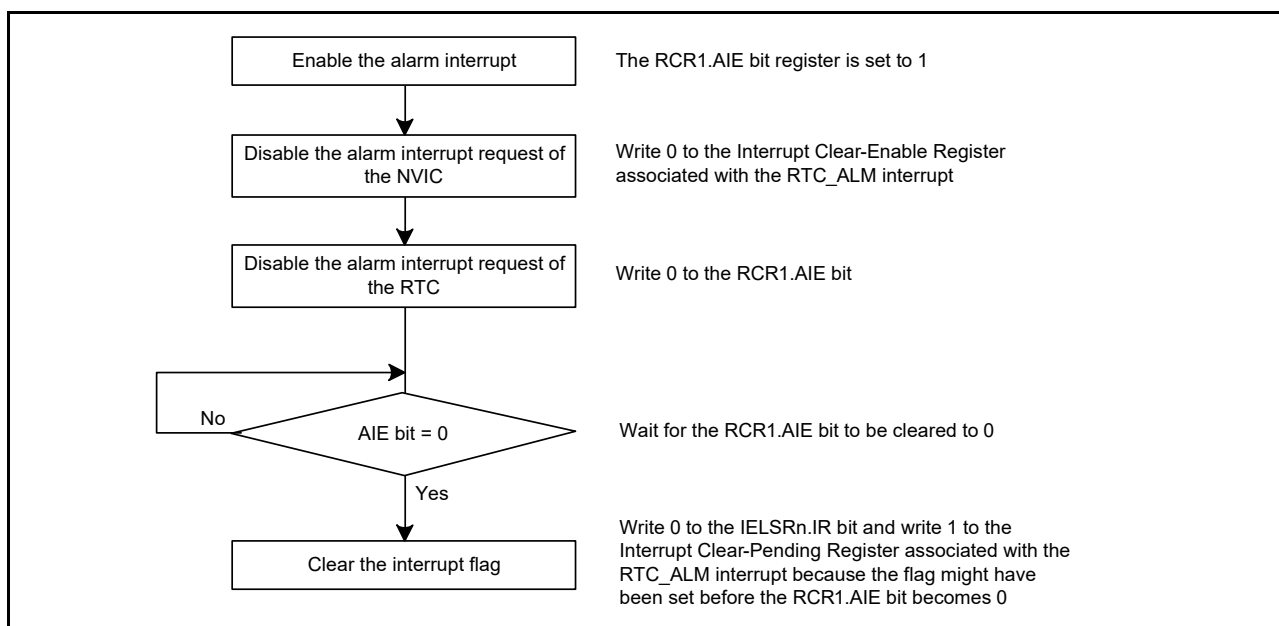 Enable the alarm interrupt
The RCR1.AIE bit register is set to 1
Disable the alarm interrupt request of
the NVIC
Write 0 to the Interrupt Clear-Enable Register
associated with the RTC_ALM interrupt
Disable the alarm interrupt request of
the RTC
Write 0 to the RCR1.AIE bit
No
AIE bit = 0
Wait for the RCR1.AIE bit to be cleared to 0
Yes
Clear the interrupt flag
Write 0 to the IELSRn.IR bit and write 1 to the
Interrupt Clear-Pending Register associated with the
RTC_ALM interrupt because the flag might have
been set before the RCR1.AIE bit becomes 0